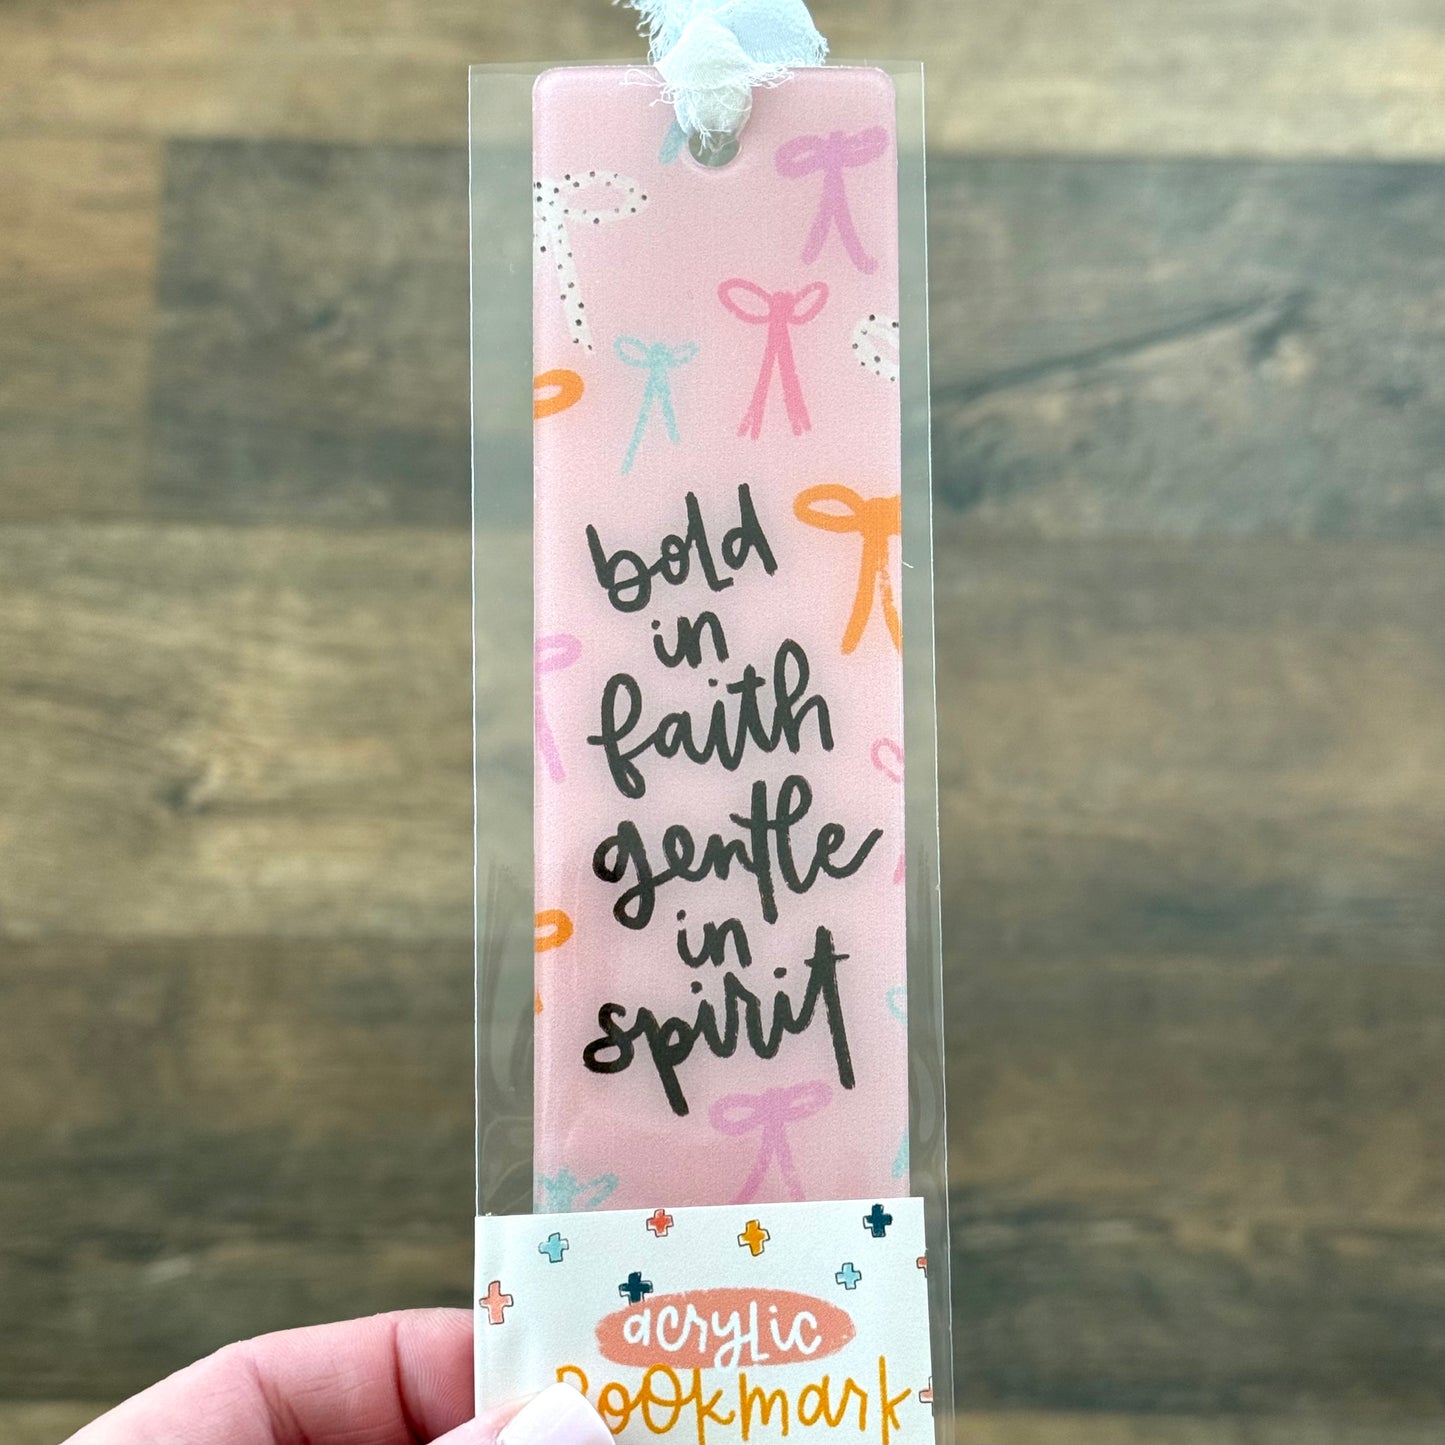 bold
in
faith
gentle
in
spirit
acrylic
bookmark